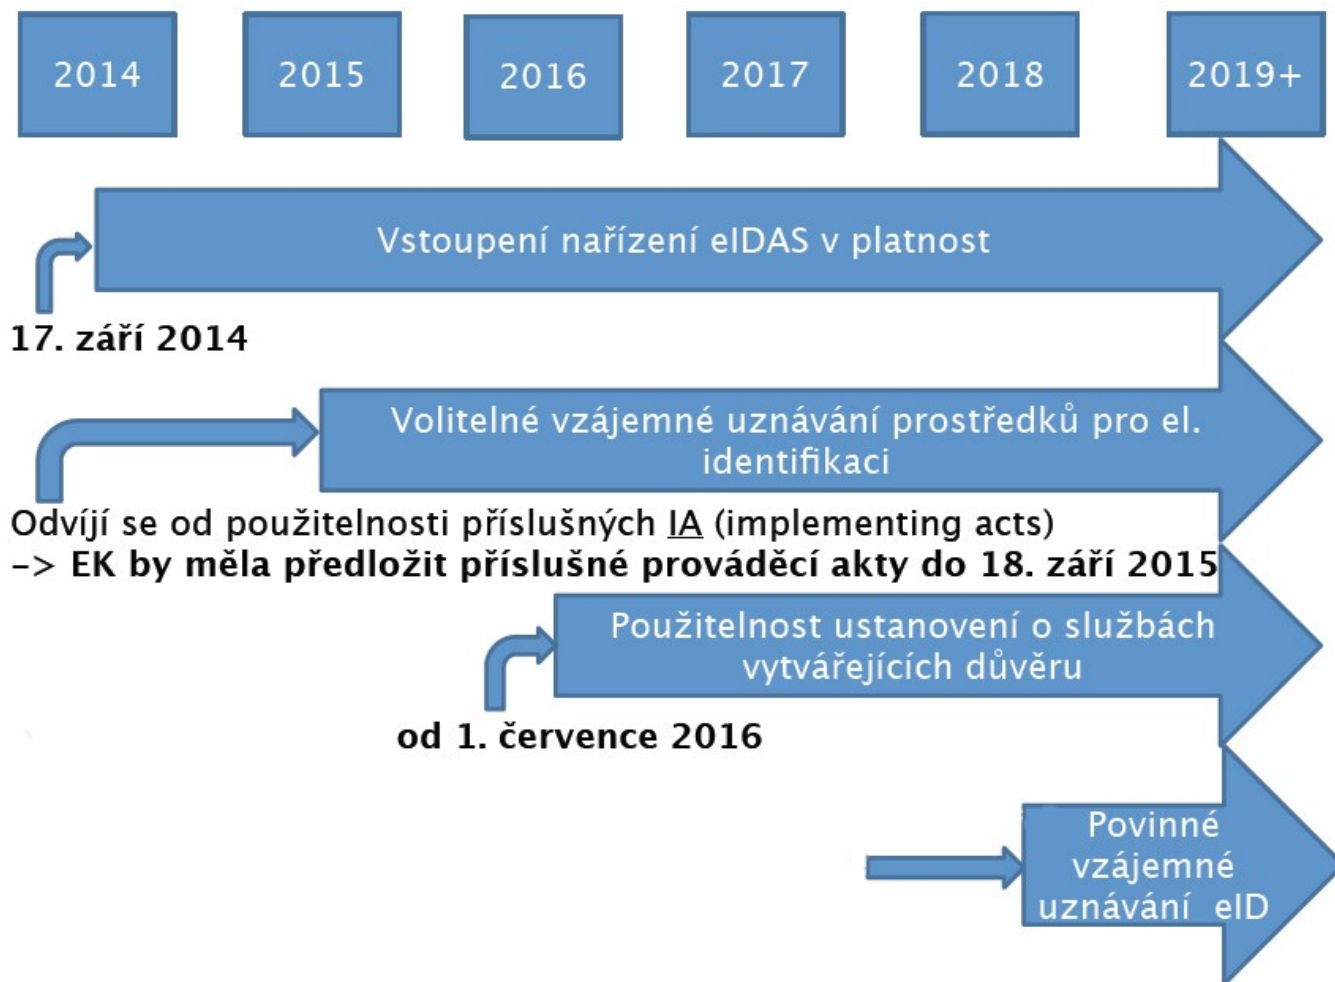 2014
2015
2016
2017
2018
2019+
Vstoupení nařízení eIDAS v platnost
17. září 2014
Volitelné vzájemné uznávání prostředků pro el.
identifikaci
Odvíjí se od použitelnosti příslušných IA (implementing acts)
–> EK by měla předložit příslušné prováděcí akty do 18. září 2015
Použitelnost ustanovení o službách
vytvářejících důvěru
od 1. července 2016
Povinné
vzájemné
uznávání eID